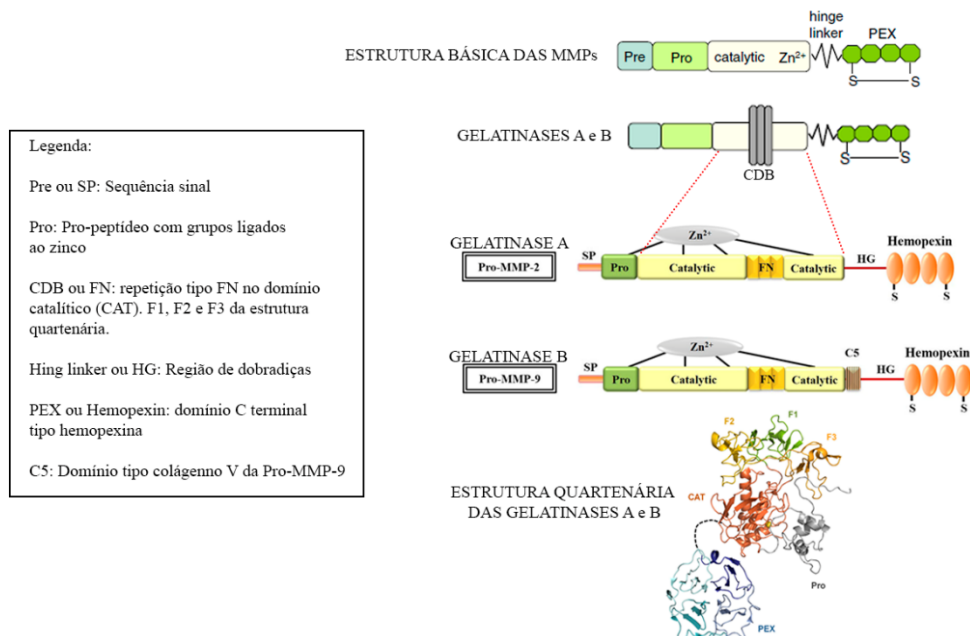 hinge
linker
PEX
ESTRUTURA BÁSICA DAS MMPs
Pre
Pro
catalytic Zn2+
S S
GELATINASES A e B
CDB
S S
Legenda:
Pre ou SP: Sequência sinal
Pro: Pro-peptídeo com grupos ligados
ao zinco
CDB ou FN: repetição tipo FN no domínio
catalítico (CAT). F1, F2 e F3 da estrutura
quartenária.
Hing linker ou HG: Região de dobradiças
PEX ou Hemopexin: domínio C terminal
tipo hemopexina
C5: Domínio tipo colágenno V da Pro-MMP-9
GELATINASE A
Pro-MMP-2
Zn2+
SP
Pro
Catalytic
FN
Catalytic
HG
Hemopexin
S S
GELATINASE B
Pro-MMP-9
Zn2+
SP
Pro
Catalytic
FN
Catalytic
C5
HG
Hemopexin
S S
ESTRUTURA QUARTENÁRIA
DAS GELATINASES A e B
F2
F1
F3
CAT
Pro
PEX